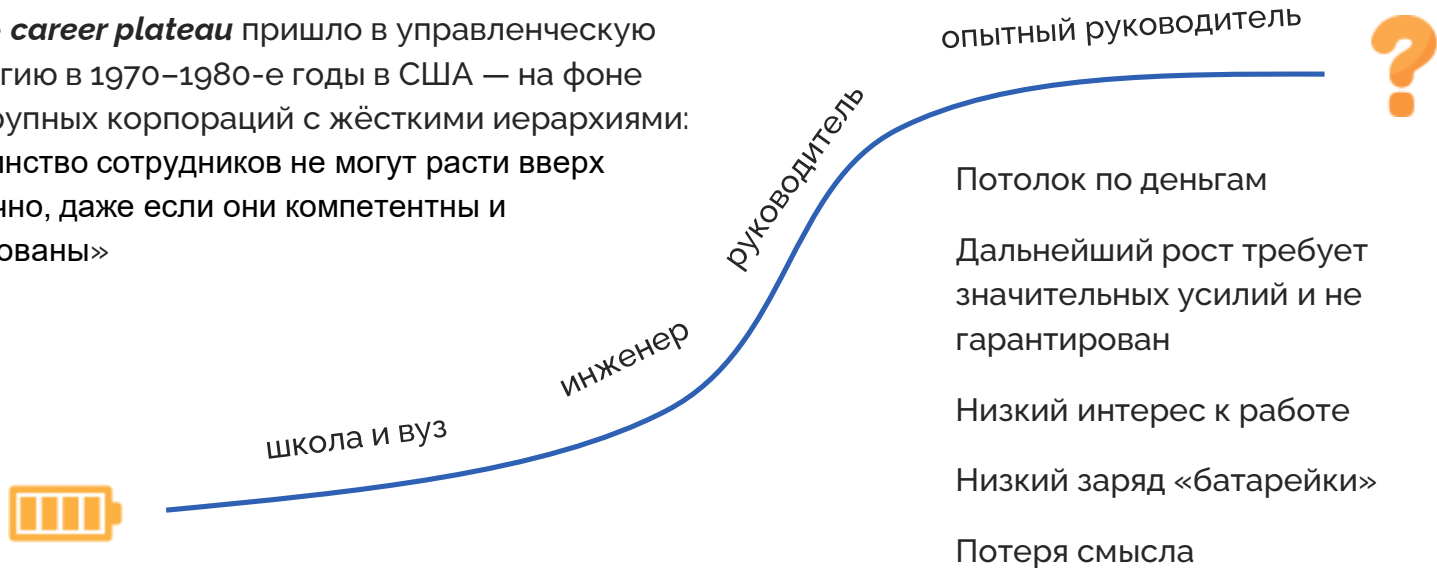 career plateau пришло в управленческую
гию в 1970–1980-е годы в США — на фоне
рупных корпораций с жёсткими иерархиями:
инство сотрудников не могут расти вверх
чно, даже если они компетентны и
ованы»
опытный руководитель
руководитель
инженер
школа и вуз
Потолок по деньгам
Дальнейший рост требует
значительных усилий и не
гарантирован
Низкий интерес к работе
Низкий заряд «батарейки»
Потеря смысла